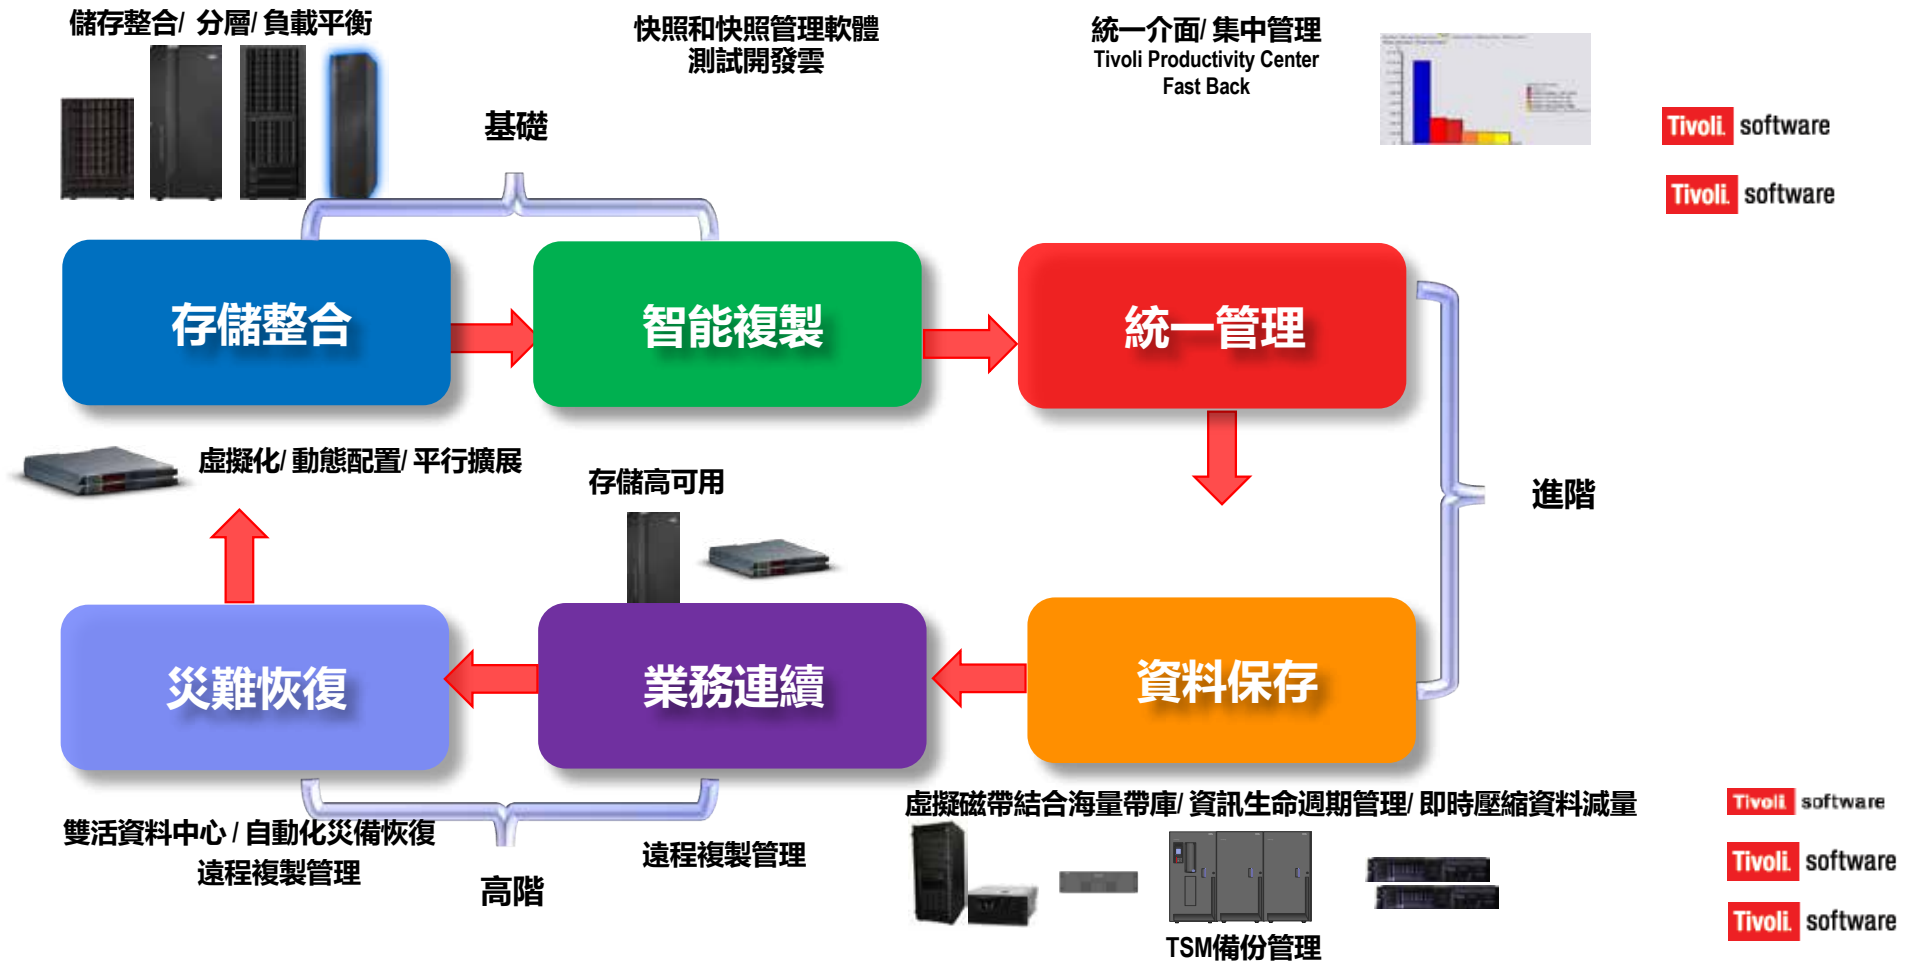 儲存整合/ 分層/ 負載平衡
快照和快照管理軟體
測試開發雲
統一介面/ 集中管理
Tivoli Productivity Center
Fast Back
Tivoli. software
Tivoli. software
基礎
存儲整合
智能複製
統一管理
虛擬化/ 動態配置/ 平行擴展
存儲高可用
進階
災難恢復
業務連續
資料保存
雙活資料中心 / 自動化災備恢復
遠程複製管理
高階
遠程複製管理
虛擬磁帶結合海量帶庫/ 資訊生命週期管理/ 即時壓縮資料減量
TSM備份管理
Tivoli. software
Tivoli. software
Tivoli. software